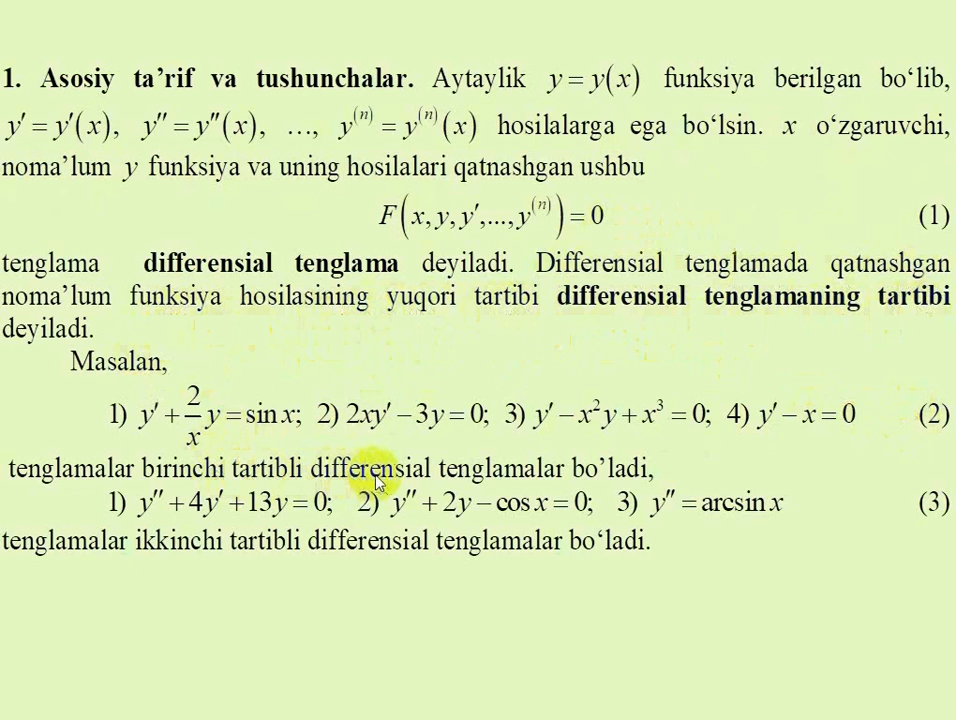 1. Asosiy ta’rif va tushunchalar. Aytaylik y = y(x) funksiya berilgan bo‘lib,
y′ = y′(x), y″ = y″(x), ..., y⁽ⁿ⁾ = y⁽ⁿ⁾(x) hosilalarga ega bo‘lsin. x o‘zgaruvchi,
noma’lum y funksiya va uning hosilalari qatnashgan ushbu
F(x, y, y′,..., y⁽ⁿ⁾) = 0 (1)
tenglama differensial tenglama deyiladi. Differensial tenglamada qatnashgan
noma’lum funksiya hosilasining yuqori tartibi differensial tenglamaning tartibi
deyiladi.
Masalan,
1) y′ + 2/x y = sin x; 2) 2xy′ − 3y = 0; 3) y′ − x²y + x³ = 0; 4) y′ − x = 0 (2)
tenglamalar birinchi tartibli differensial tenglamalar bo’ladi,
1) y″ + 4y′ + 13y = 0; 2) y″ + 2y − cos x = 0; 3) y″ = arcsin x (3)
tenglamalar ikkinchi tartibli differensial tenglamalar bo‘ladi.